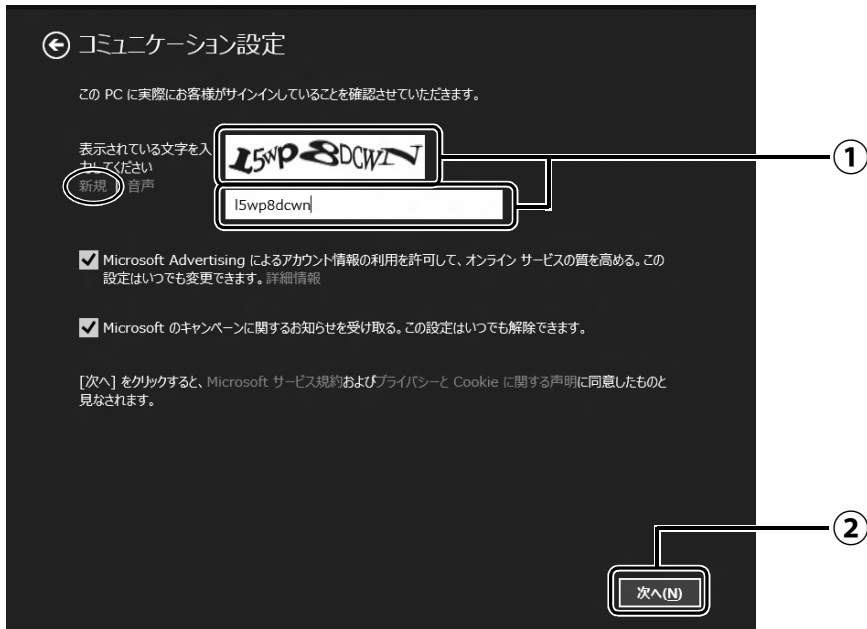 コミュニケーション設定
この PC に実際にお客様がサインインしていることを確認させていただきます。
表示されている文字を入
力してください
新規 | 音声
L5wP8DCWIN
l5wp8dcwn
①
Microsoft Advertising によるアカウント情報の利用を許可して、オンライン サービスの質を高める。この
設定はいつでも変更できます。詳細情報
Microsoft のキャンペーンに関するお知らせを受け取る。この設定はいつでも解除できます。
[次へ] をクリックすると、Microsoft サービス規約およびプライバシーと Cookie に関する声明に同意したものと
見なされます。
②
次へ(N)